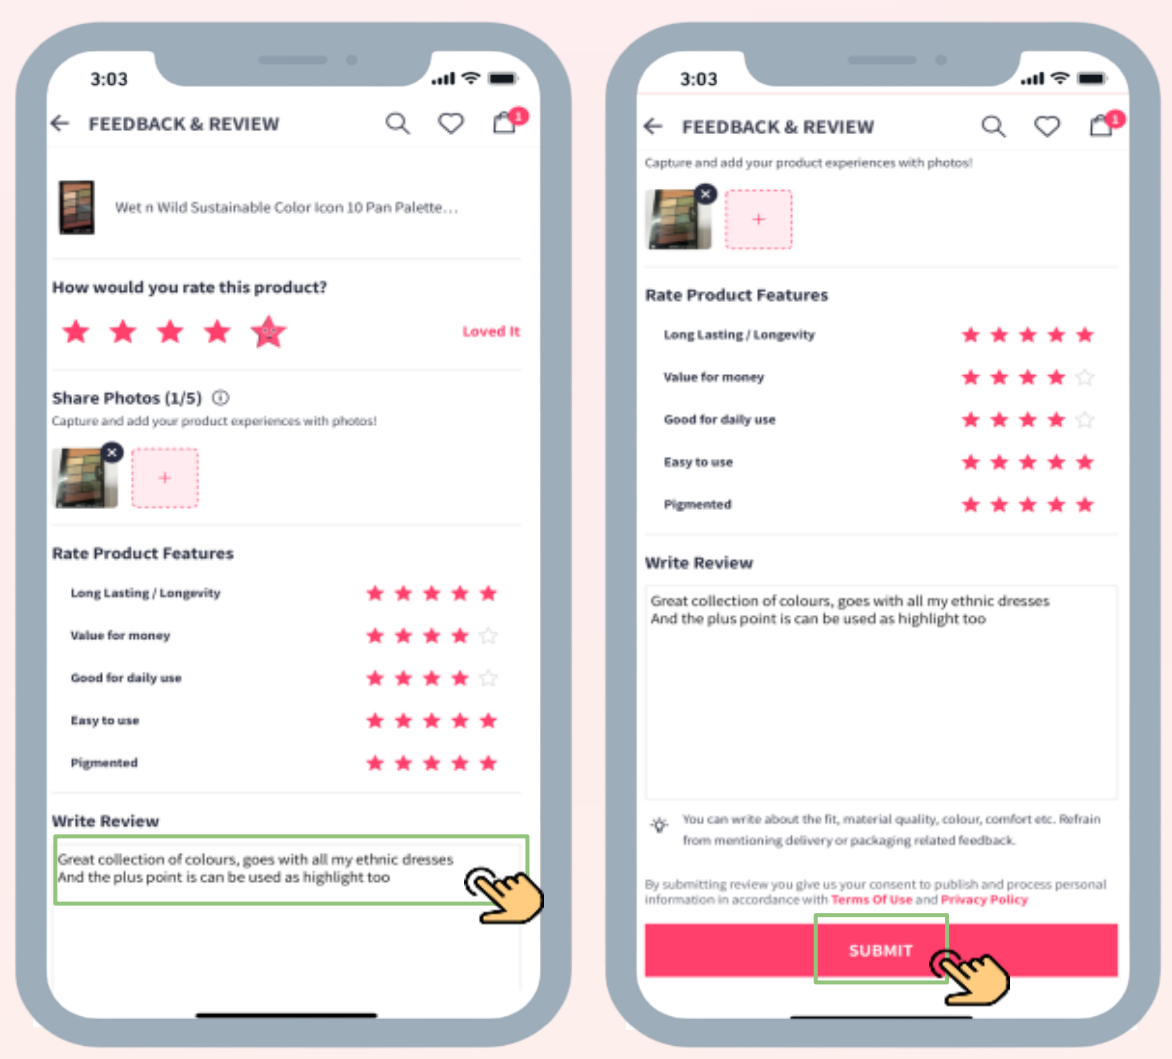 3:03
FEEDBACK & REVIEW
1
Wet n Wild Sustainable Color Icon 10 Pan Palette...
How would you rate this product?
Loved It
Share Photos (1/5)
Capture and add your product experiences with photos!
+
Rate Product Features
Long Lasting / Longevity
Value for money
Good for daily use
Easy to use
Pigmented
Write Review
Great collection of colours, goes with all my ethnic dresses
And the plus point is can be used as highlight too
3:03
FEEDBACK & REVIEW
1
Capture and add your product experiences with photos!
+
Rate Product Features
Long Lasting / Longevity
Value for money
Good for daily use
Easy to use
Pigmented
Write Review
Great collection of colours, goes with all my ethnic dresses
And the plus point is can be used as highlight too
You can write about the fit, material quality, colour, comfort etc. Refrain
from mentioning delivery or packaging related feedback.
By submitting review you give us your consent to publish and process personal
information in accordance with Terms Of Use and Privacy Policy
SUBMIT